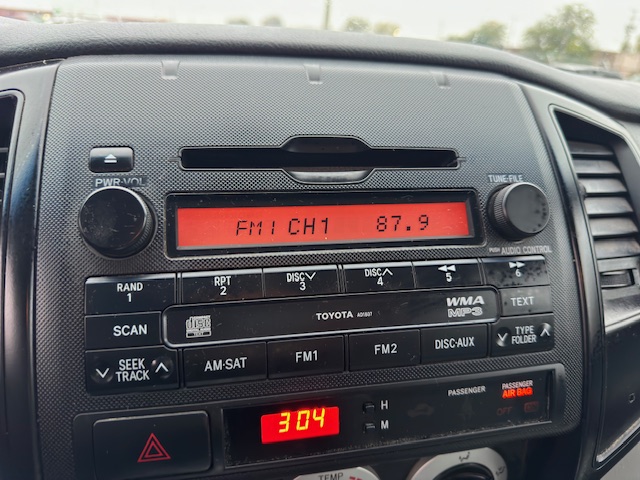 PWR·VOL
TUNE·FILE
FM1 CH1 87.9
PUSH AUDIO CONTROL
RAND 1
RPT 2
DISC 3
DISC 4
5
6
SCAN
TOYOTA
WMA
MP3
TEXT
SEEK
TRACK
AM·SAT
FM1
FM2
DISC·AUX
TYPE
FOLDER
304
H
M
PASSENGER
PASSENGER
AIR BAG
OFF
TEMP